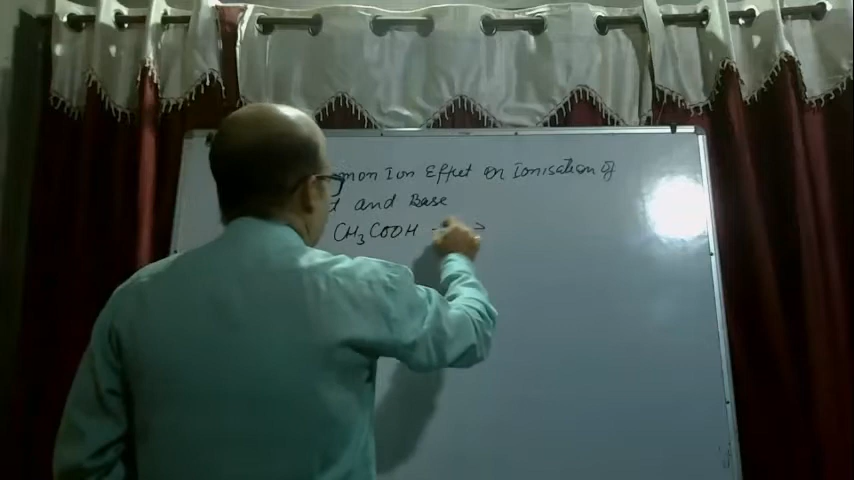 mon Ion Effect on Ionisation of
d and Base
CH₃COOH →